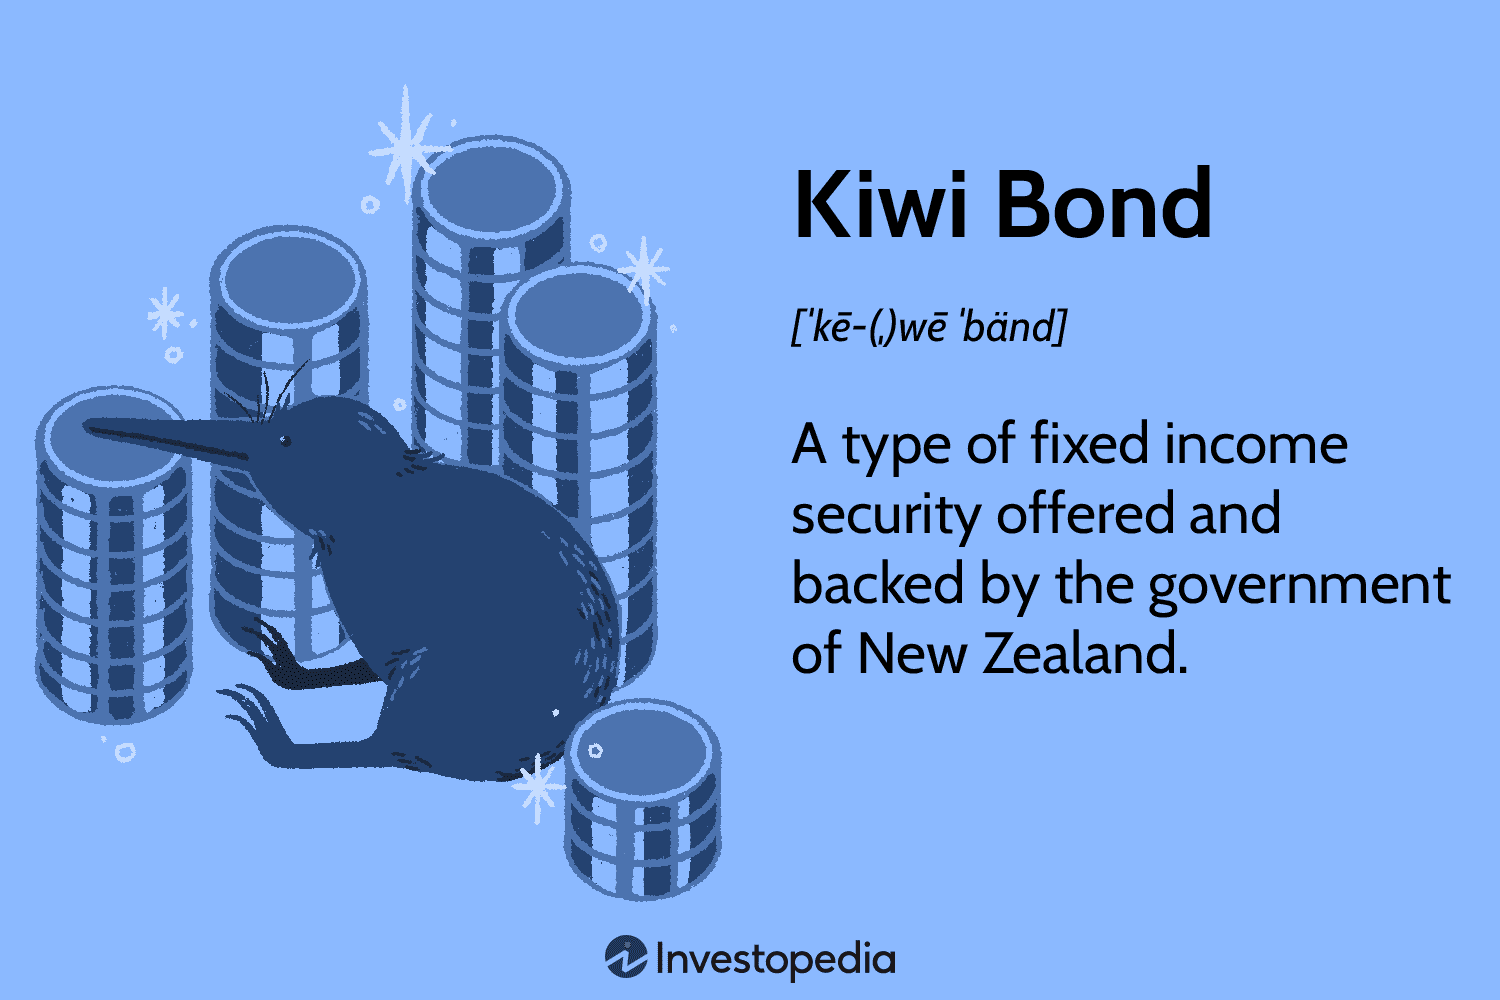 Kiwi Bond
[ˈkē-(ˌ)wē ˈbänd]
A type of fixed income
security offered and
backed by the government
of New Zealand.
Investopedia